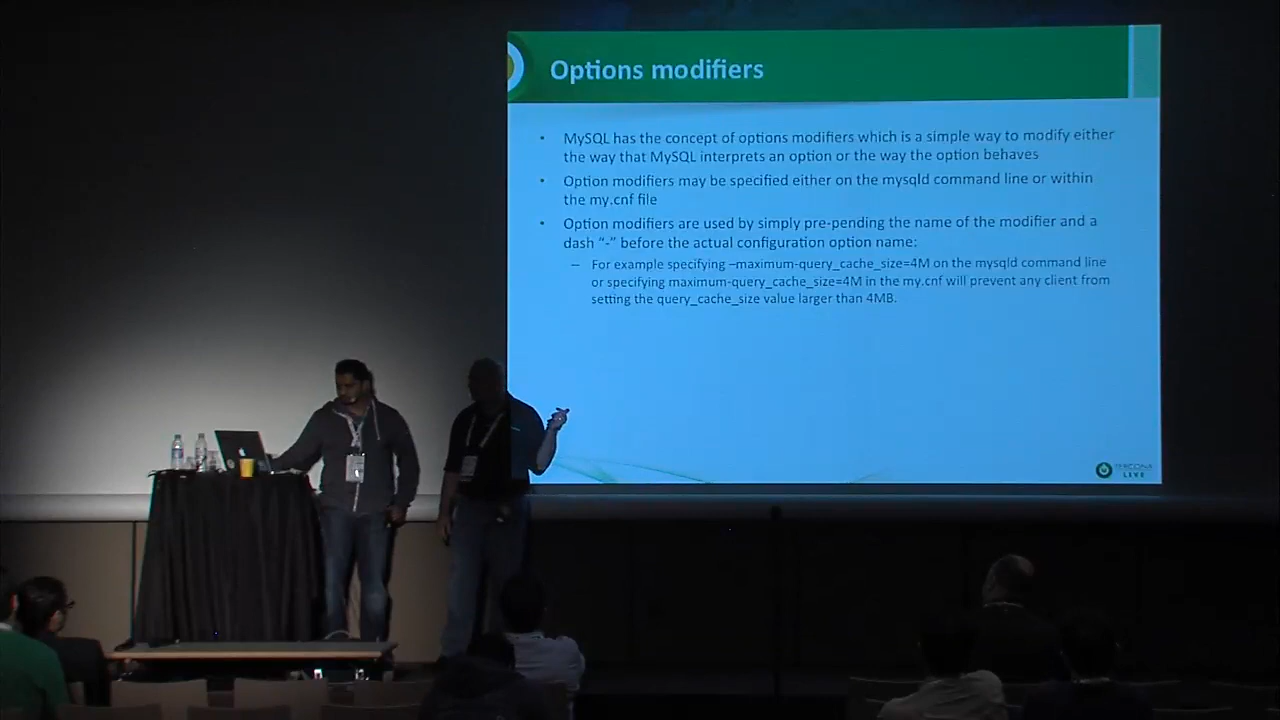 Options modifiers
• MySQL has the concept of options modifiers which is a simple way to modify either
the way that MySQL interprets an option or the way the option behaves
• Option modifiers may be specified either on the mysqld command line or within
the my.cnf file
• Option modifiers are used by simply pre-pending the name of the modifier and a
dash “-” before the actual configuration option name:
– For example specifying –maximum-query_cache_size=4M on the mysqld command line
or specifying maximum-query_cache_size=4M in the my.cnf will prevent any client from
setting the query_cache_size value larger than 4MB.
PERCONA
LIVE